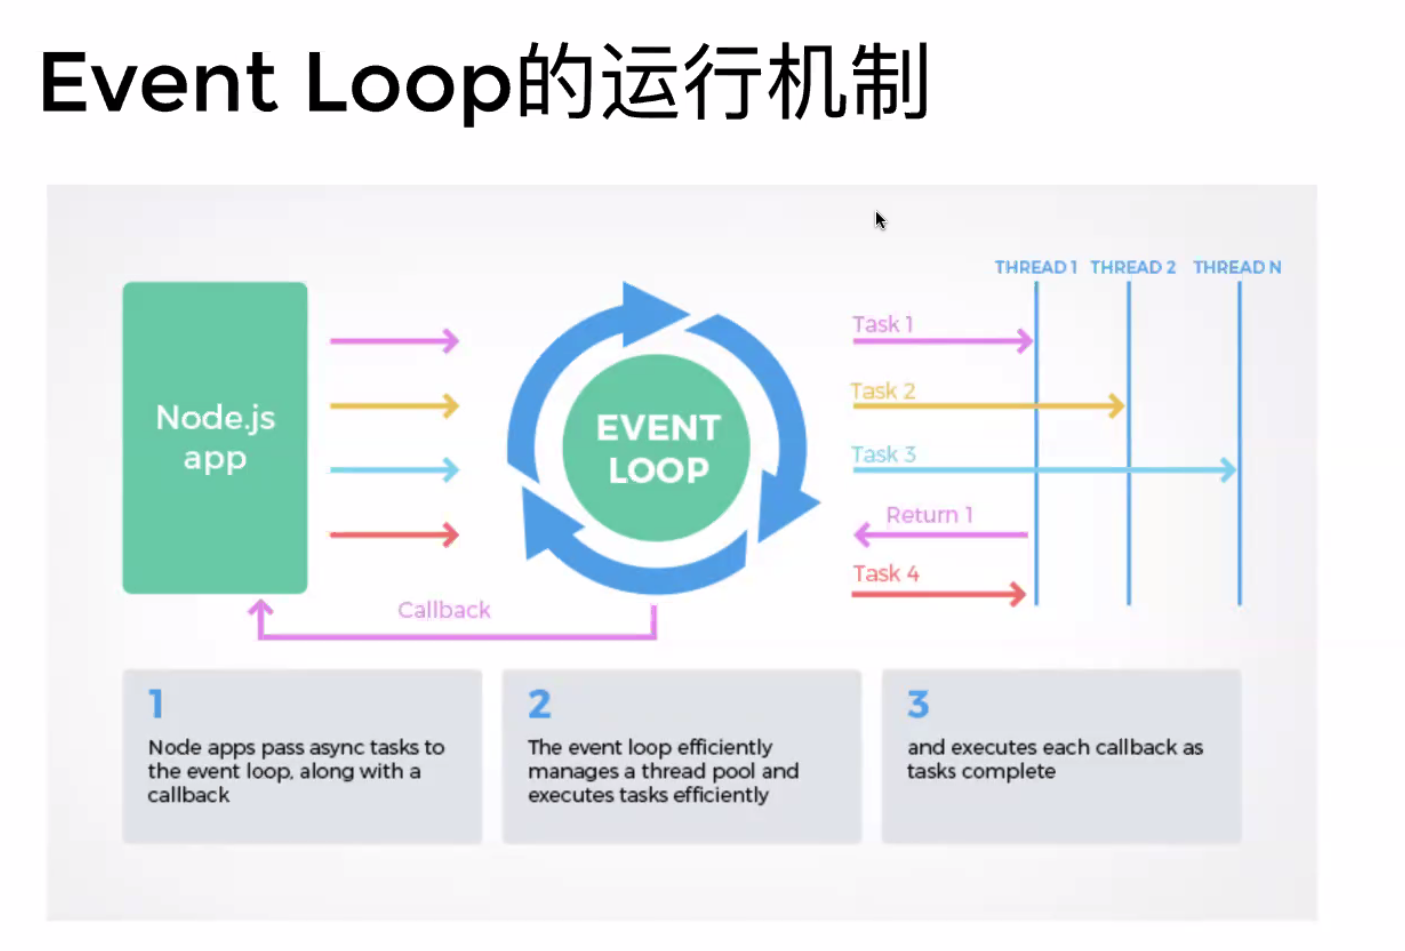 Event Loop的运行机制
THREAD 1 THREAD 2 THREAD N
Task 1
Task 2
Node.js
app
EVENT
LOOP
Task 3
Return 1
Task 4
Callback
1
Node apps pass async tasks to
the event loop, along with a
callback
2
The event loop efficiently
manages a thread pool and
executes tasks efficiently
3
and executes each callback as
tasks complete